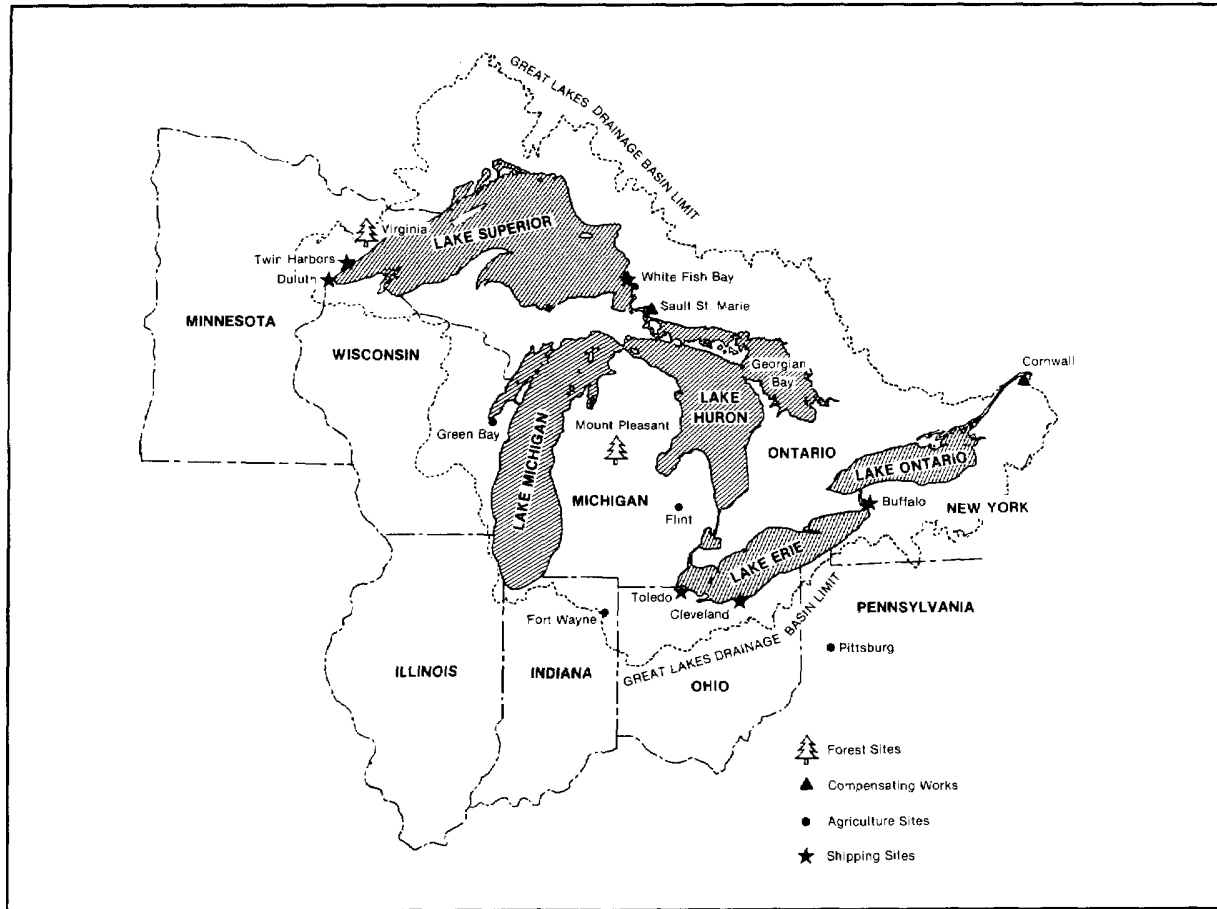 GREAT LAKES DRAINAGE BASIN LIMIT
Virginia
LAKE SUPERIOR
Twin Harbors
Duluth
White Fish Bay
Sault St. Marie
MINNESOTA
WISCONSIN
Georgian
Bay
Cornwall
LAKE
HURON
Green Bay
Mount Pleasant
LAKE MICHIGAN
ONTARIO
LAKE ONTARIO
MICHIGAN
Flint
Buffalo
NEW YORK
LAKE ERIE
Toledo
Cleveland
Fort Wayne
PENNSYLVANIA
GREAT LAKES DRAINAGE BASIN LIMIT
Pittsburg
ILLINOIS
INDIANA
OHIO
Forest Sites
Compensating Works
Agriculture Sites
Shipping Sites